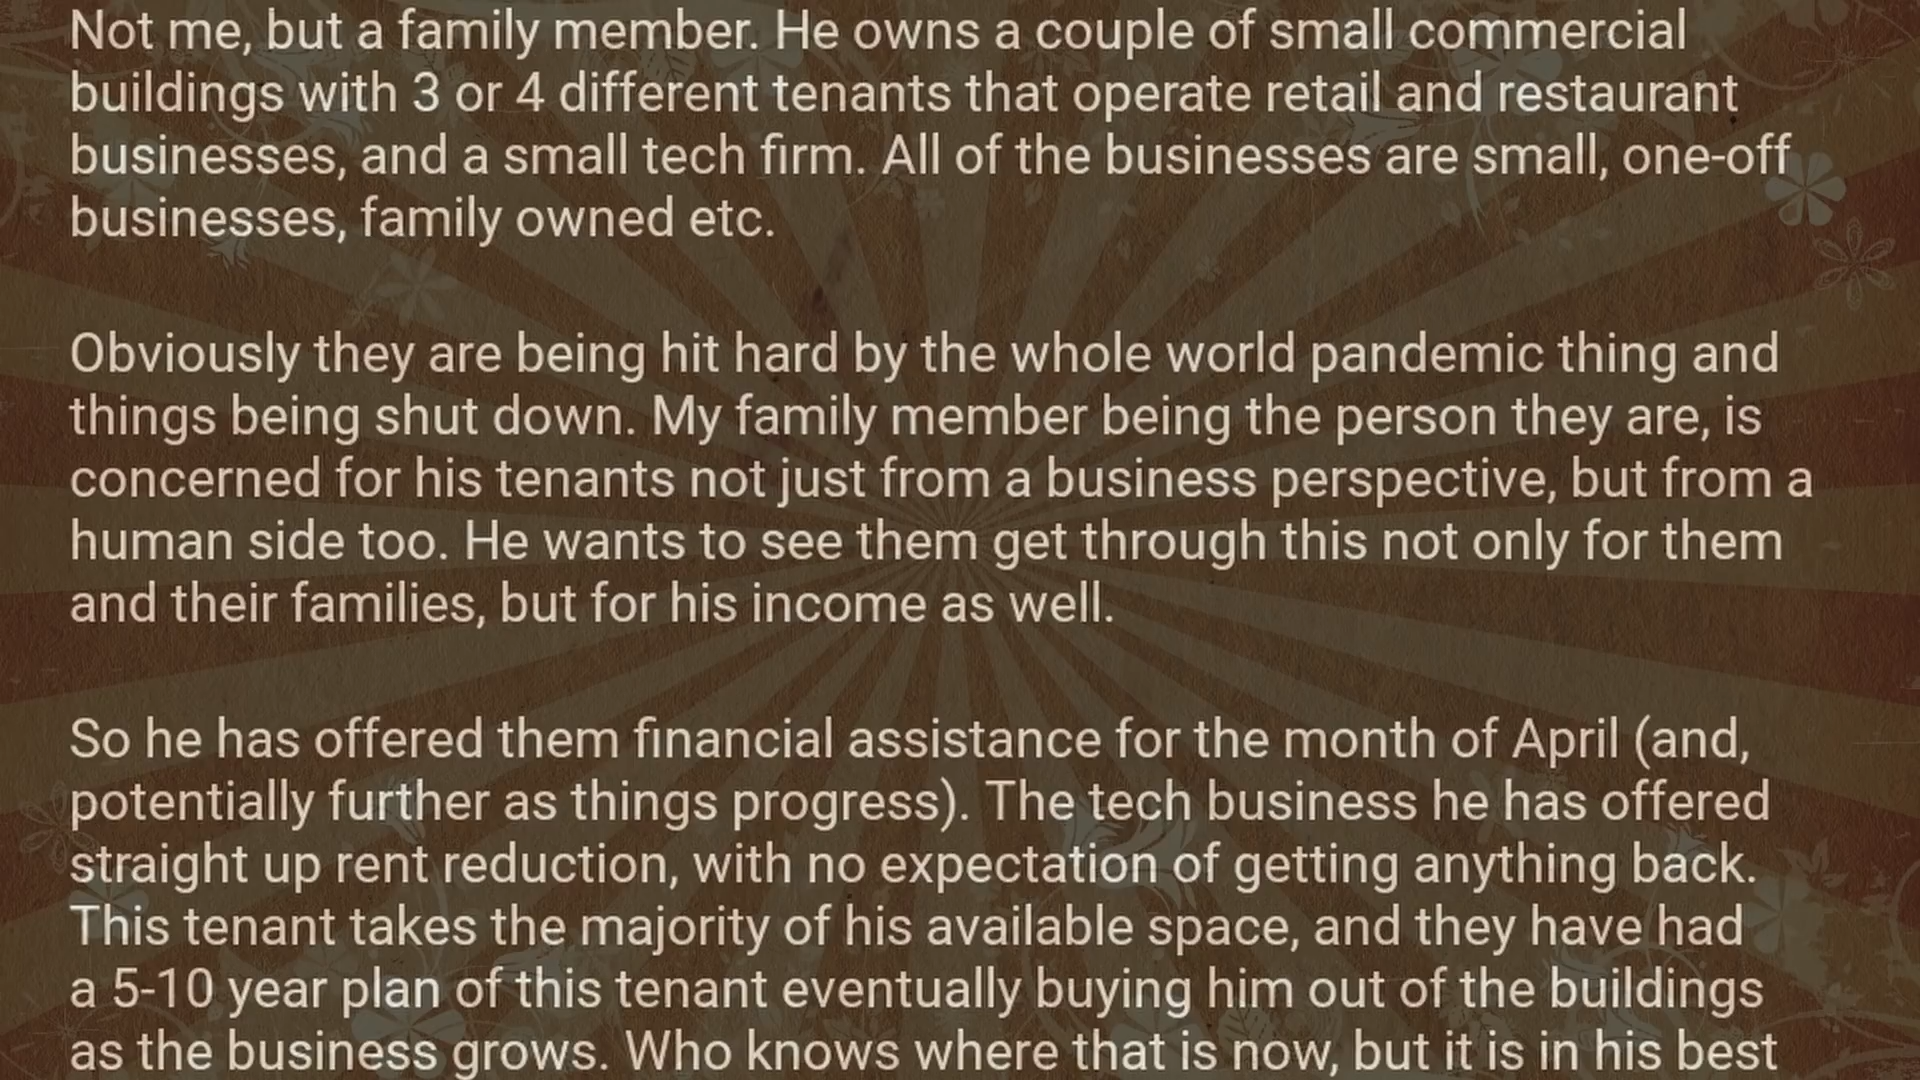 Not me, but a family member. He owns a couple of small commercial
buildings with 3 or 4 different tenants that operate retail and restaurant
businesses, and a small tech firm. All of the businesses are small, one-off
businesses, family owned etc.
Obviously they are being hit hard by the whole world pandemic thing and
things being shut down. My family member being the person they are, is
concerned for his tenants not just from a business perspective, but from a
human side too. He wants to see them get through this not only for them
and their families, but for his income as well.
So he has offered them financial assistance for the month of April (and,
potentially further as things progress). The tech business he has offered
straight up rent reduction, with no expectation of getting anything back.
This tenant takes the majority of his available space, and they have had
a 5-10 year plan of this tenant eventually buying him out of the buildings
as the business grows. Who knows where that is now, but it is in his best